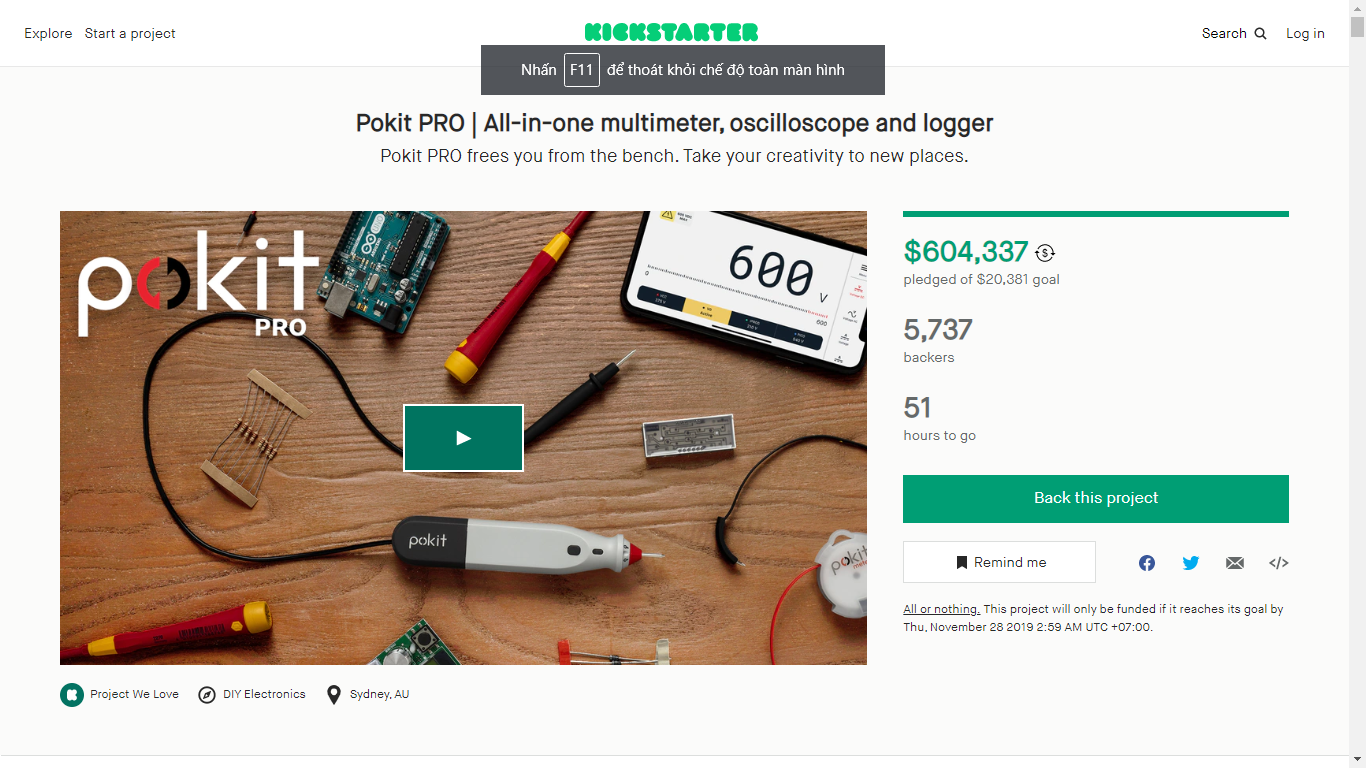 Explore Start a project KICKSTARTER Search Log in
Nhấn F11 để thoát khỏi chế độ toàn màn hình
Pokit PRO | All-in-one multimeter, oscilloscope and logger
Pokit PRO frees you from the bench. Take your creativity to new places.
pokit
PRO
600 V
0
600
pokit
pokit
$604,337
pledged of $20,381 goal
5,737
backers
51
hours to go
Back this project
Remind me
All or nothing. This project will only be funded if it reaches its goal by
Thu, November 28 2019 2:59 AM UTC +07:00.
Project We Love DIY Electronics Sydney, AU